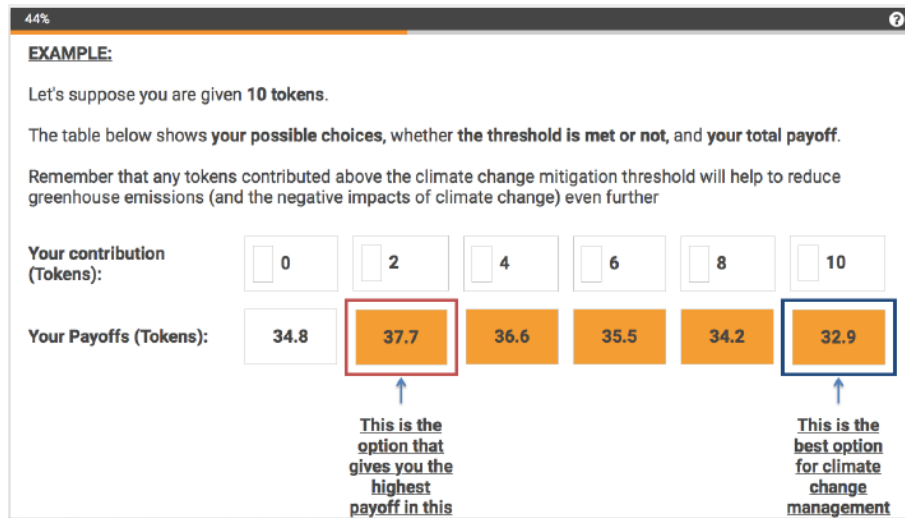 44%
?
EXAMPLE:
Let's suppose you are given 10 tokens.
The table below shows your possible choices, whether the threshold is met or not, and your total payoff.
Remember that any tokens contributed above the climate change mitigation threshold will help to reduce
greenhouse emissions (and the negative impacts of climate change) even further
Your contribution
(Tokens):
0 2 4 6 8 10
Your Payoffs (Tokens): 34.8 37.7 36.6 35.5 34.2 32.9
This is the
option that
gives you the
highest
payoff in this
This is the
best option
for climate
change
management